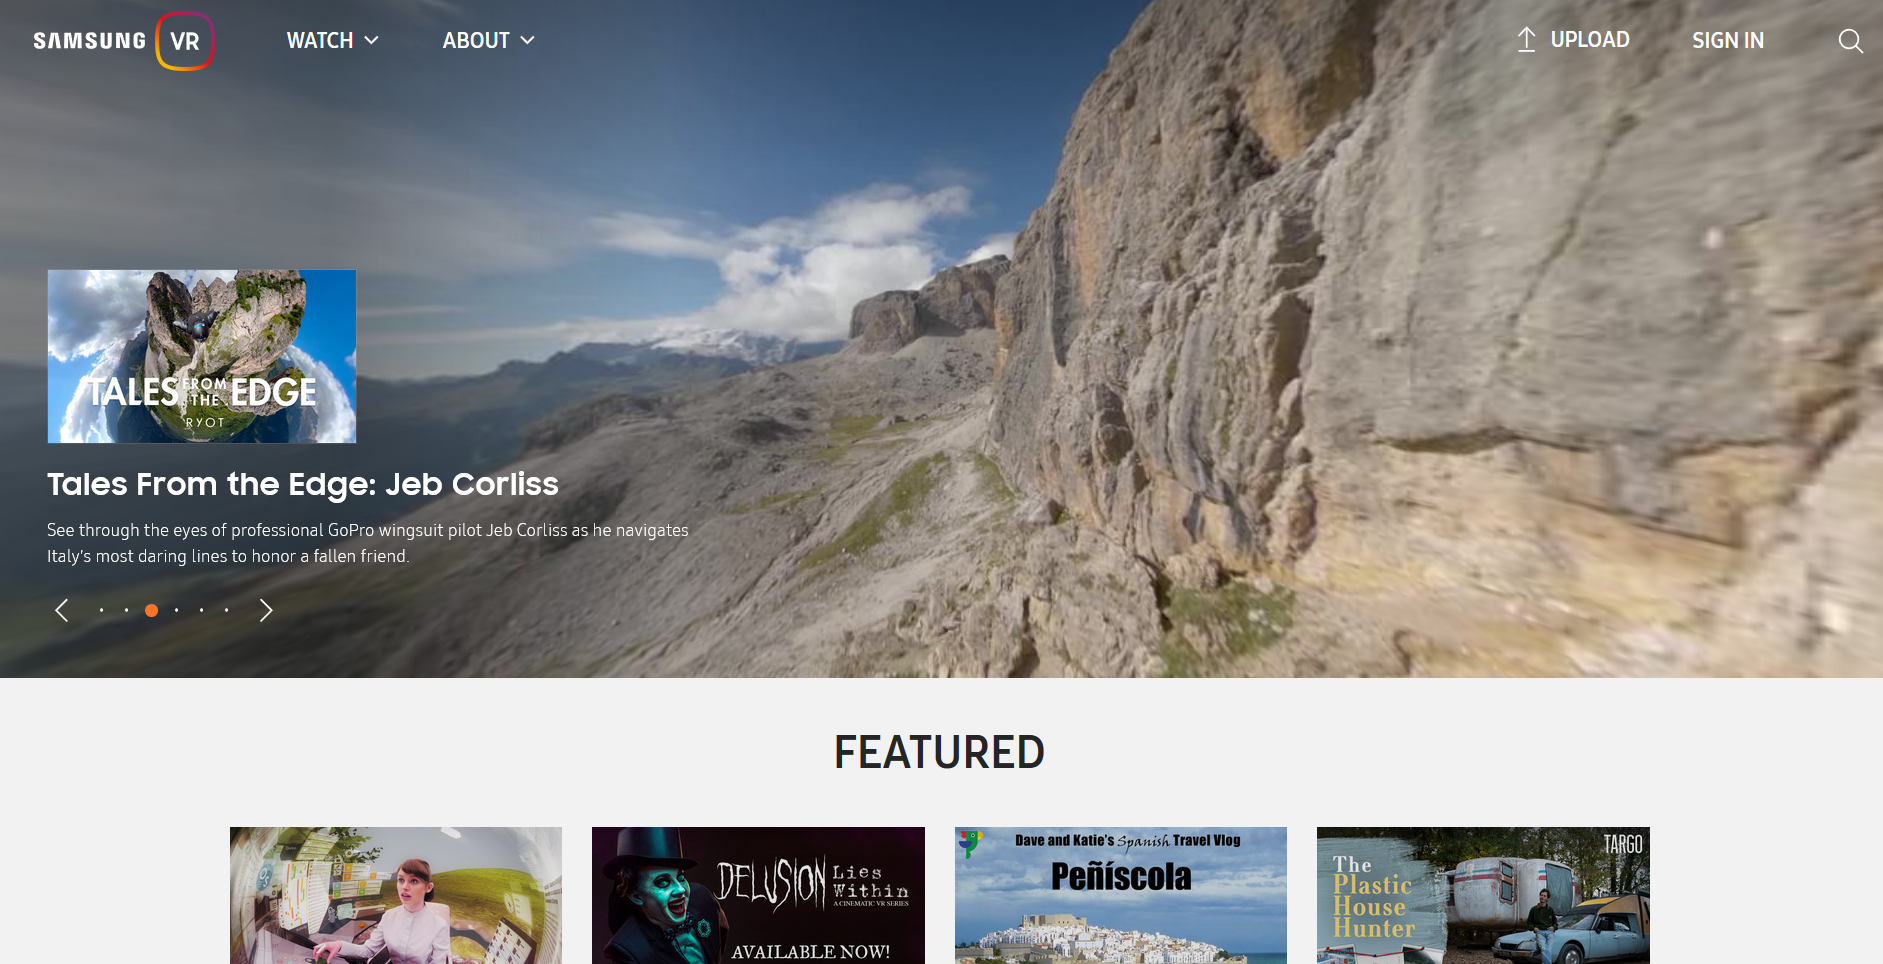 SAMSUNG VR
WATCH
ABOUT
UPLOAD
SIGN IN
TALES FROM THE EDGE
RYOT
Tales From the Edge: Jeb Corliss
See through the eyes of professional GoPro wingsuit pilot Jeb Corliss as he navigates
Italy's most daring lines to honor a fallen friend.
FEATURED
DELUSION Lies Within
A CINEMATIC VR SERIES
AVAILABLE NOW!
Dave and Katie's Spanish Travel Vlog
Peñíscola
TARGO
The
Plastic
House
Hunter